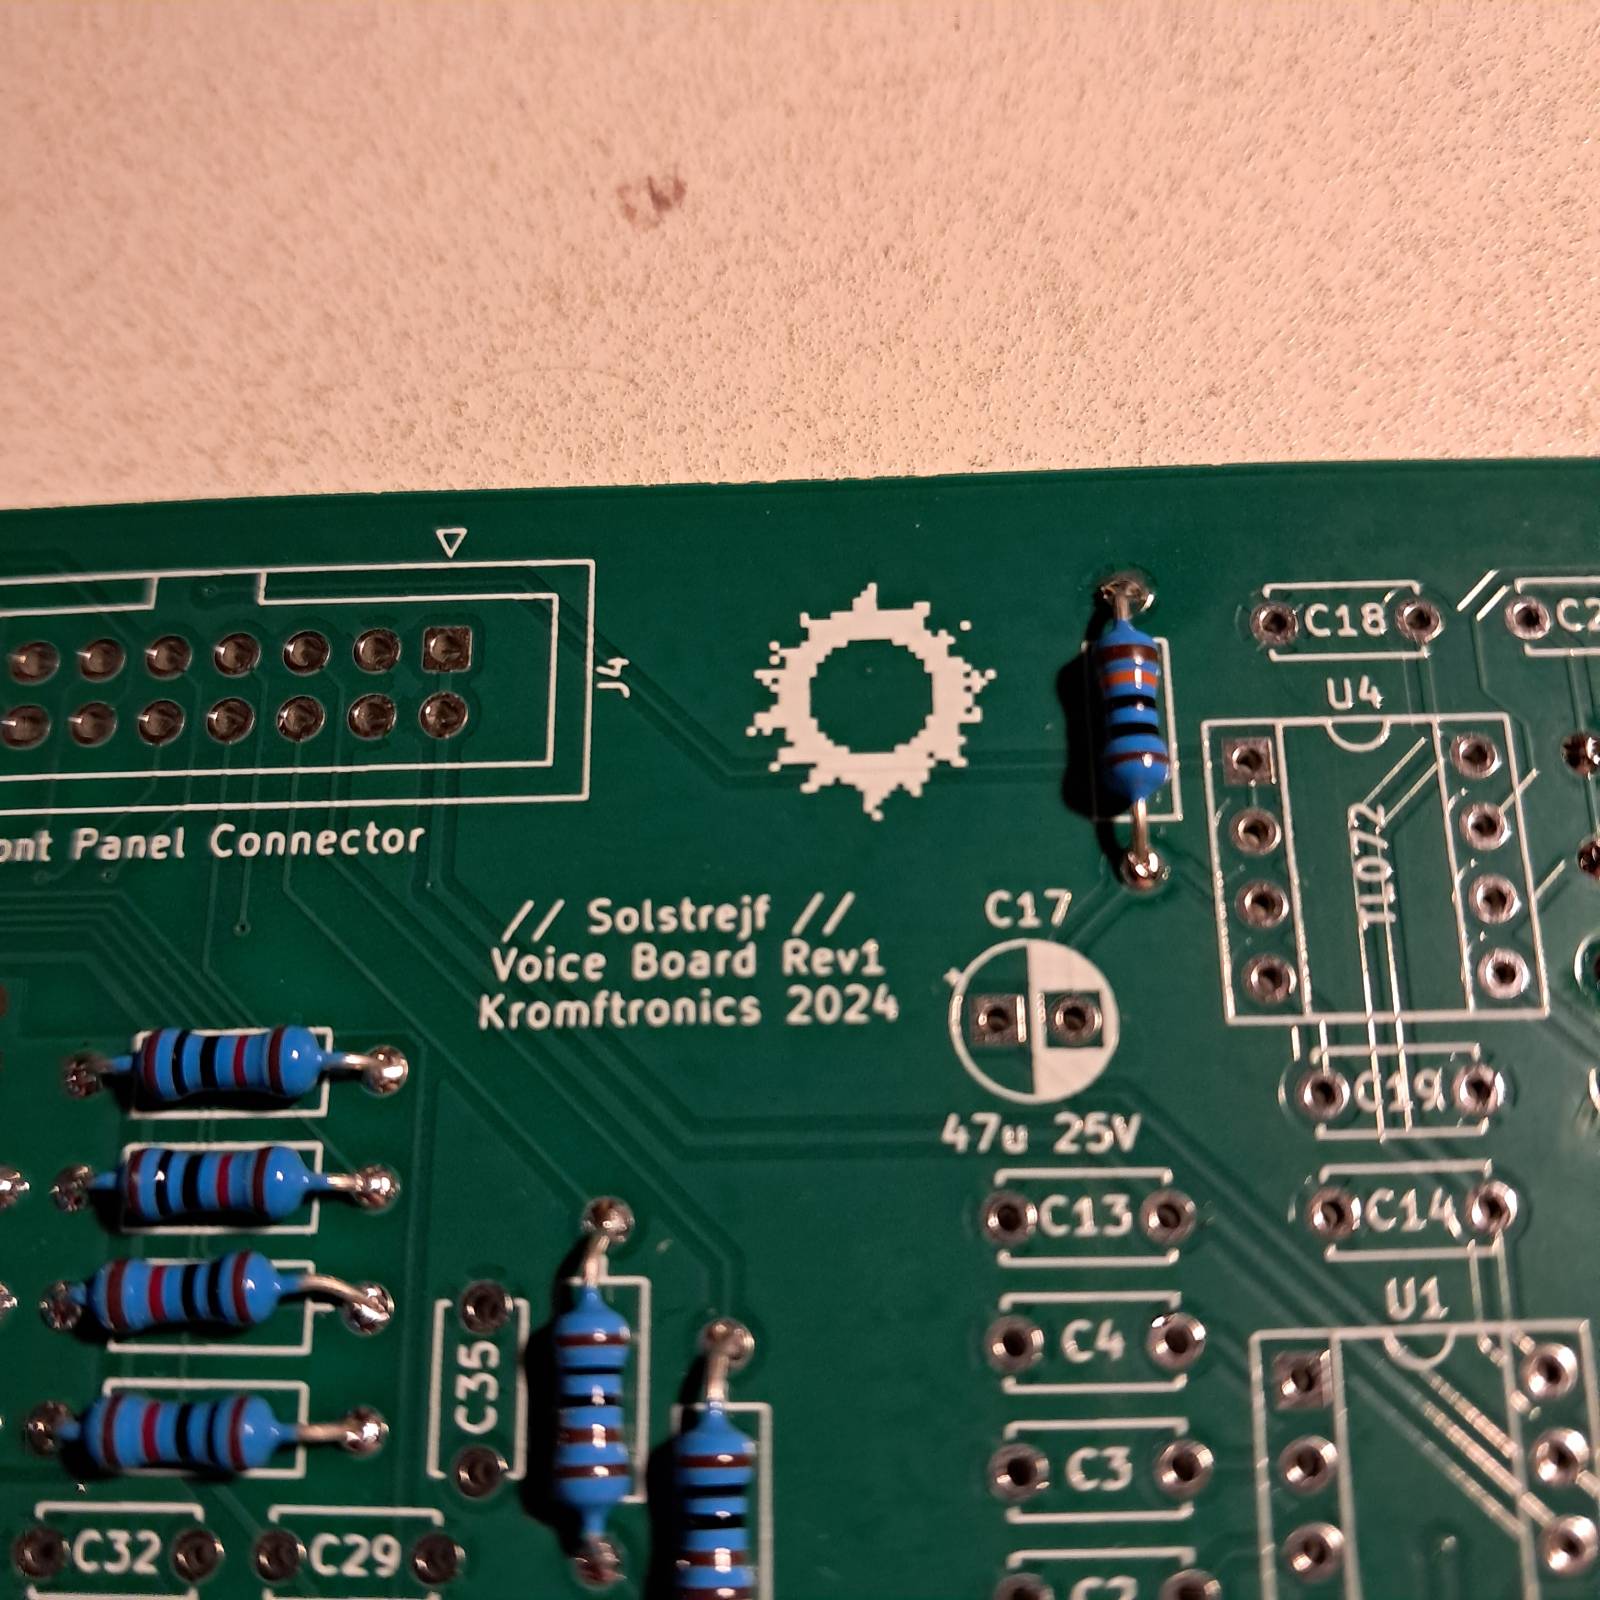 J4
C18
U4
TL072
ont Panel Connector
// Solstrejf //
Voice Board Rev1
Kromftronics 2024
C17
47u 25V
C19
C13
C14
C4
U1
C35
C3
C32
C29